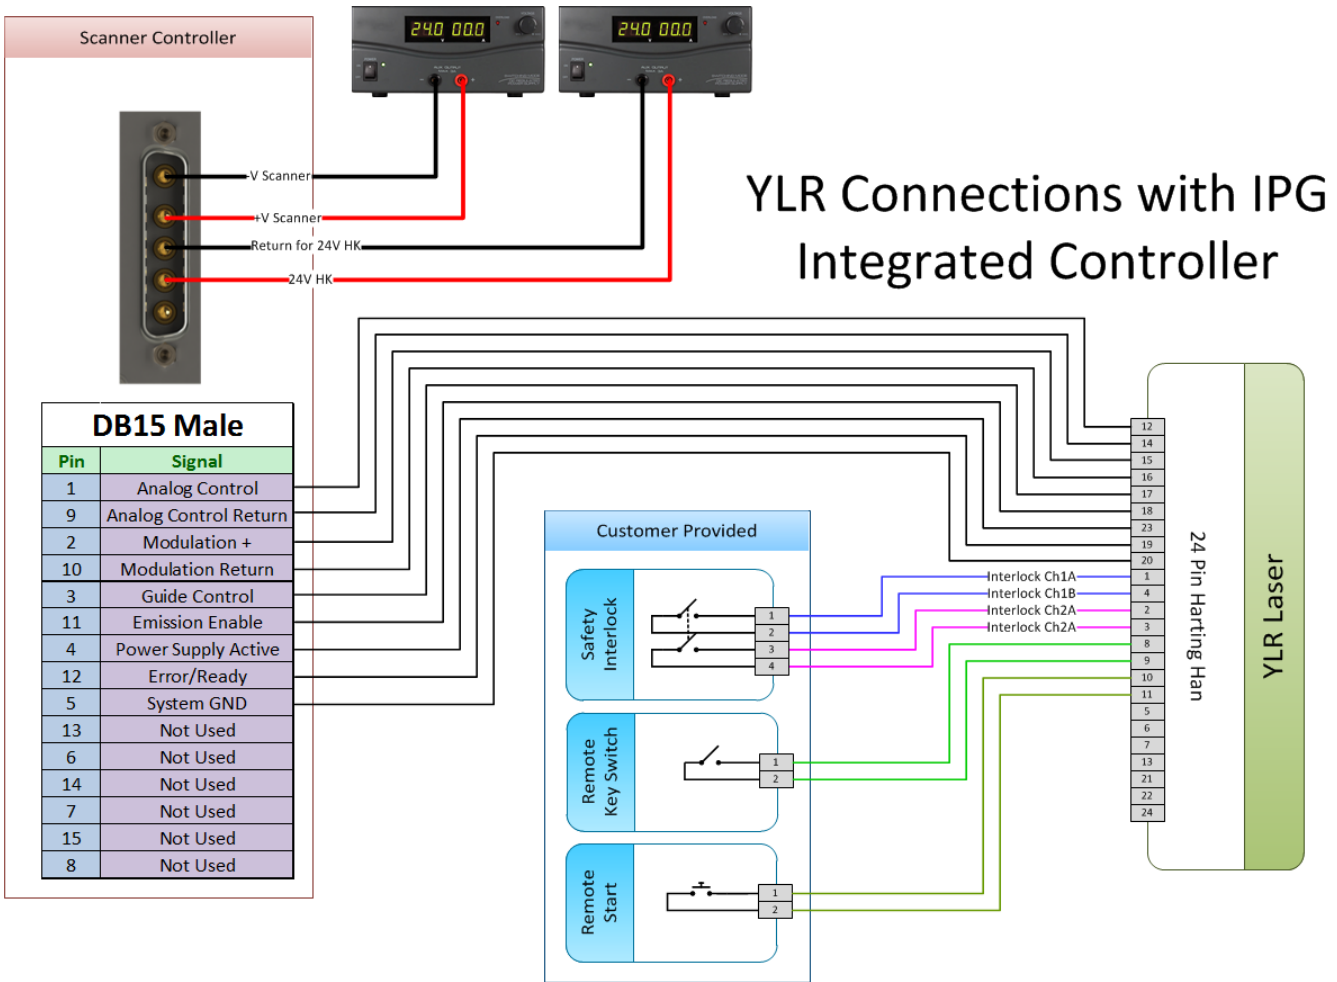 Scanner Controller
24.0 00.0
24.0 00.0
-V Scanner
+V Scanner
Return for 24V HK
24V HK
YLR Connections with IPG
Integrated Controller
DB15 Male
Pin Signal
1 Analog Control
9 Analog Control Return
2 Modulation +
10 Modulation Return
3 Guide Control
11 Emission Enable
4 Power Supply Active
12 Error/Ready
5 System GND
13 Not Used
6 Not Used
14 Not Used
7 Not Used
15 Not Used
8 Not Used
Customer Provided
Safety
Interlock
1
2
3
4
Remote
Key Switch
1
2
Remote
Start
1
2
Interlock Ch1A
Interlock Ch1B
Interlock Ch2A
Interlock Ch2A
12
14
15
16
17
18
23
19
20
1
4
2
3
8
9
10
11
5
6
7
13
21
22
24
24 Pin Harting Han
YLR Laser